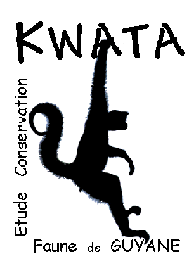 KWATA
Etude Conservation
Faune de GUYANE